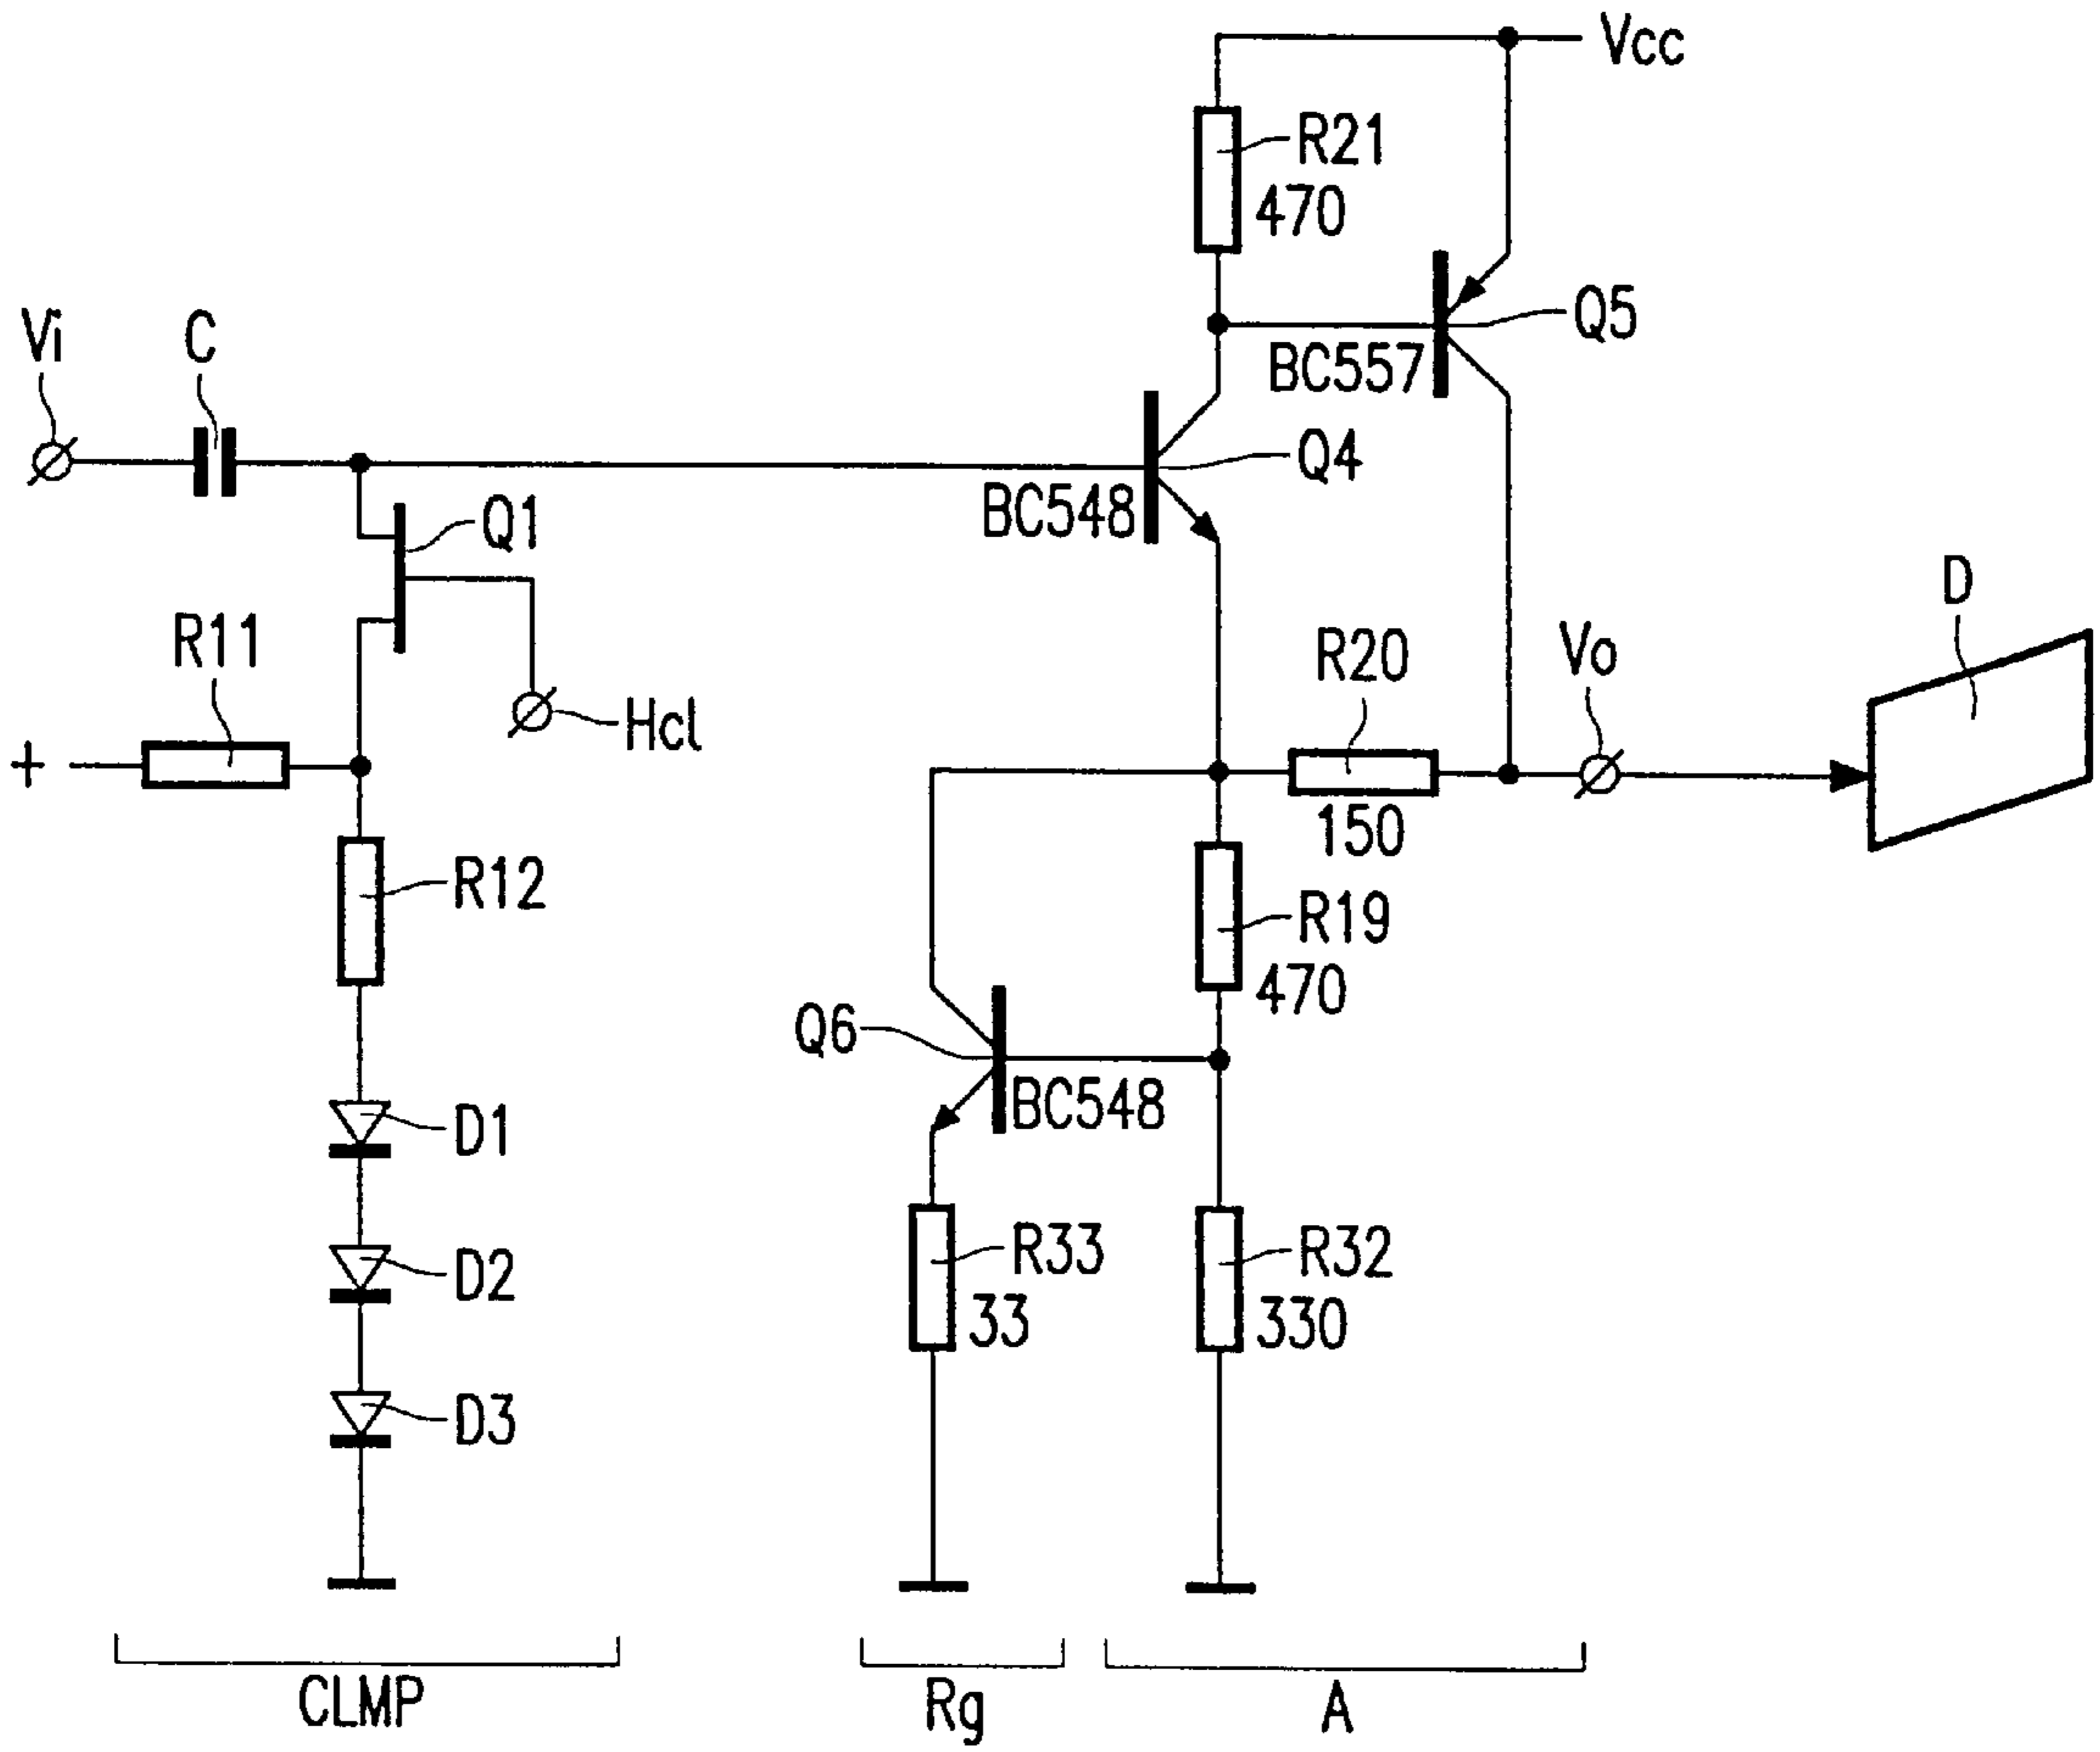 Vcc
R21
470
Vi
C
Q5
BC557
Q4
BC548
Q1
D
R11
R20
Vo
Hcl
+
150
R12
R19
470
Q6
BC548
D1
R33
33
R32
330
D2
D3
CLMP
Rg
A